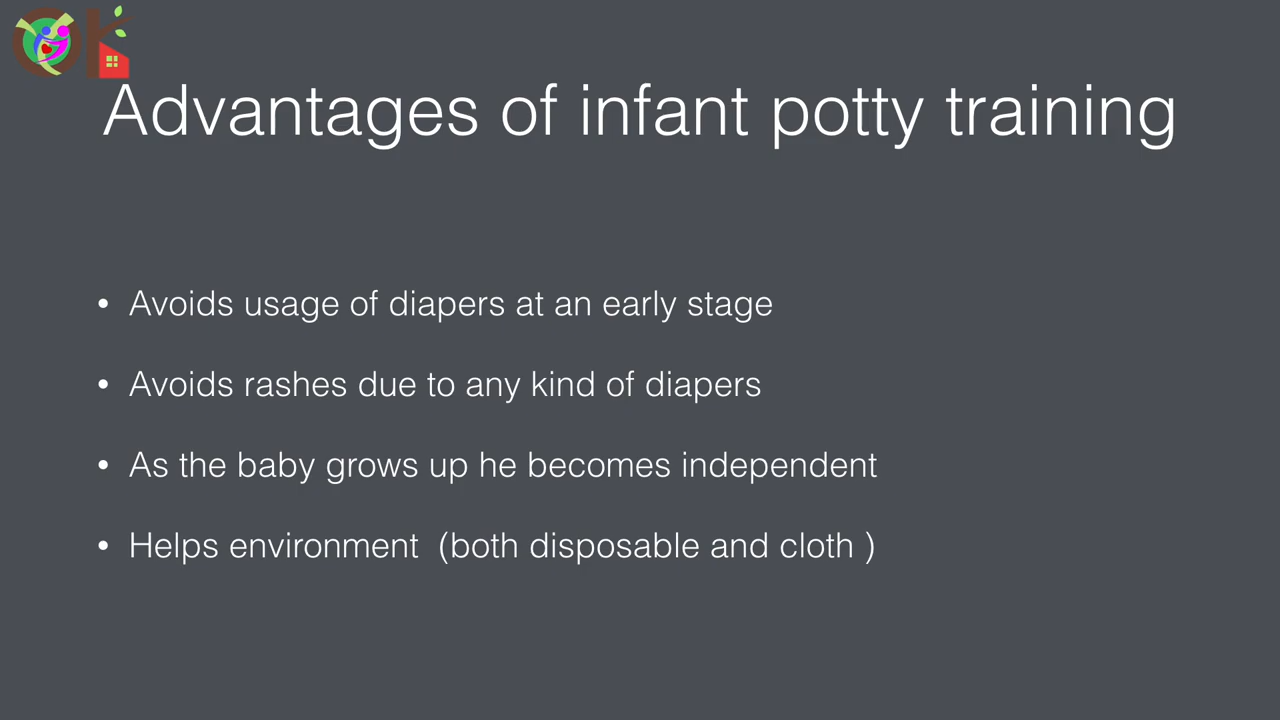 OK
Advantages of infant potty training
• Avoids usage of diapers at an early stage
• Avoids rashes due to any kind of diapers
• As the baby grows up he becomes independent
• Helps environment  (both disposable and cloth )